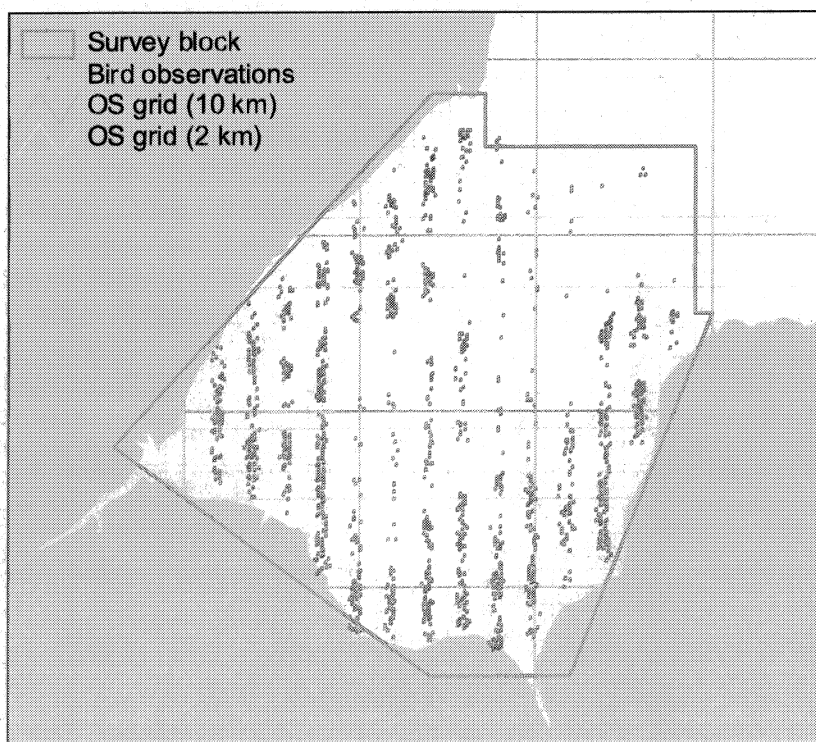 Survey block
Bird observations
OS grid (10 km)
OS grid (2 km)